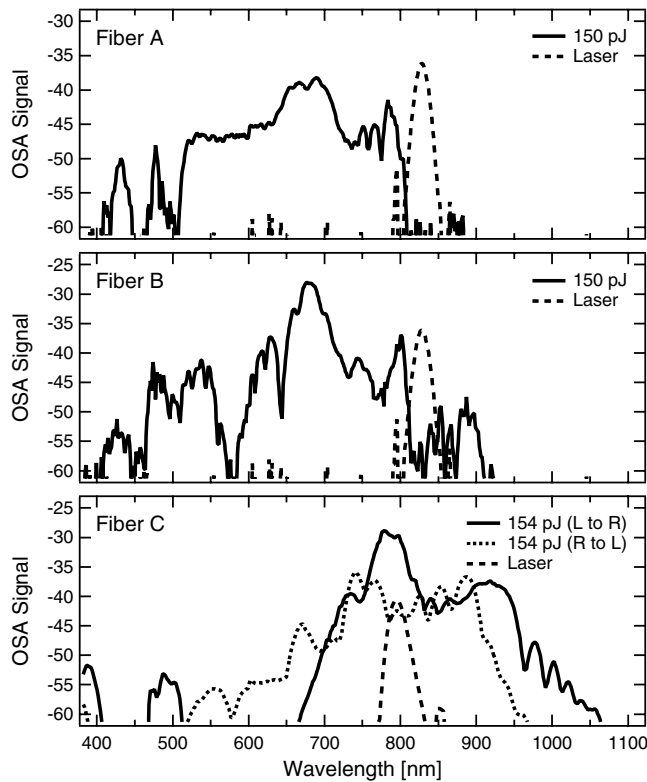 Fiber A
150 pJ
Laser
OSA Signal
-30
-35
-40
-45
-50
-55
-60
Fiber B
150 pJ
Laser
OSA Signal
-25
-30
-35
-40
-45
-50
-55
-60
Fiber C
154 pJ (L to R)
154 pJ (R to L)
Laser
OSA Signal
-25
-30
-35
-40
-45
-50
-55
-60
400 500 600 700 800 900 1000 1100
Wavelength [nm]